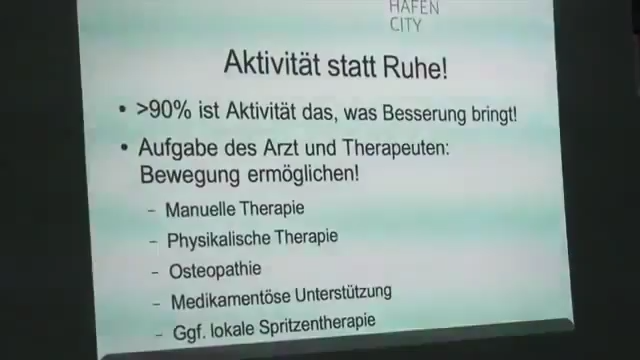 HAFEN
CITY
Aktivität statt Ruhe!
• >90% ist Aktivität das, was Besserung bringt!
• Aufgabe des Arzt und Therapeuten:
Bewegung ermöglichen!
– Manuelle Therapie
– Physikalische Therapie
– Osteopathie
– Medikamentöse Unterstützung
– Ggf. lokale Spritzentherapie